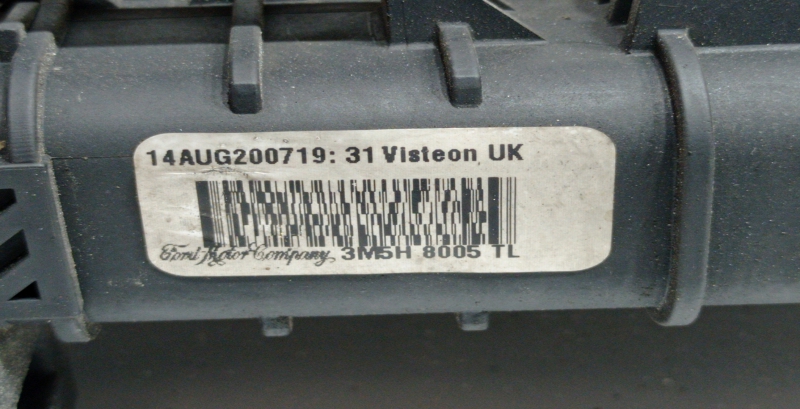 14AUG200719: 31 Visteon UK
Ford Motor Company 3M5H 8005 TL